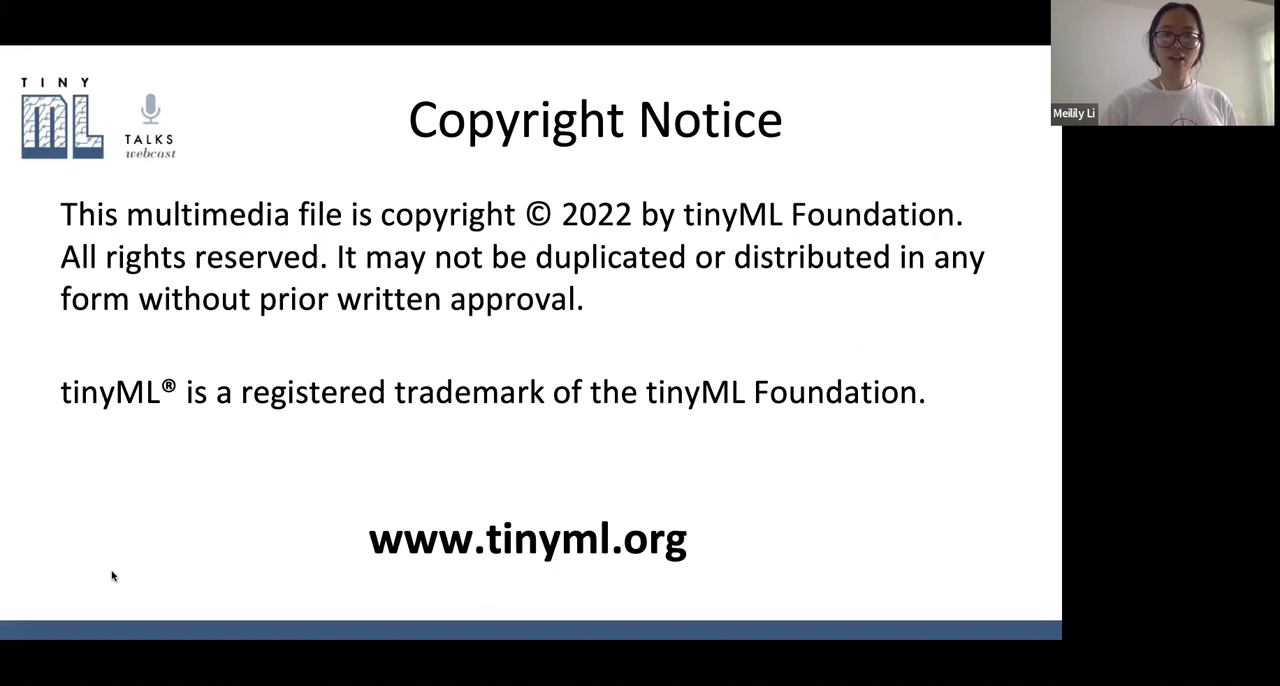 TINY
ML
TALKS
webcast
Copyright Notice
Meilily Li
This multimedia file is copyright © 2022 by tinyML Foundation.
All rights reserved. It may not be duplicated or distributed in any
form without prior written approval.
tinyML® is a registered trademark of the tinyML Foundation.
www.tinyml.org